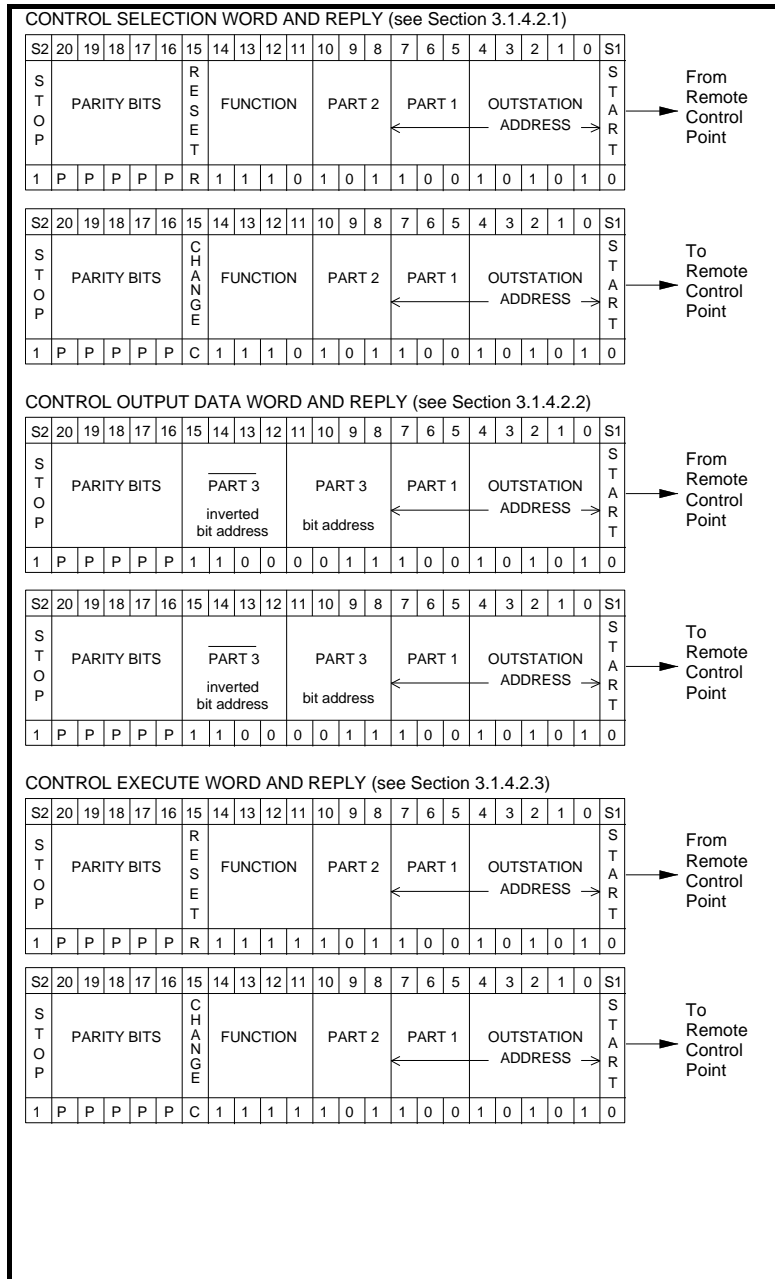 CONTROL SELECTION WORD AND REPLY (see Section 3.1.4.2.1)
S2 20 19 18 17 16 15 14 13 12 11 10 9 8 7 6 5 4 3 2 1 0 S1
STOP
PARITY BITS
RESET
FUNCTION
PART 2
PART 1
OUTSTATION
ADDRESS
START
From
Remote
Control
Point
1 P P P P P R 1 1 1 0 1 0 1 1 0 0 1 0 1 0 1 0
S2 20 19 18 17 16 15 14 13 12 11 10 9 8 7 6 5 4 3 2 1 0 S1
STOP
PARITY BITS
CHANGE
FUNCTION
PART 2
PART 1
OUTSTATION
ADDRESS
START
To
Remote
Control
Point
1 P P P P P C 1 1 1 0 1 0 1 1 0 0 1 0 1 0 1 0
CONTROL OUTPUT DATA WORD AND REPLY (see Section 3.1.4.2.2)
S2 20 19 18 17 16 15 14 13 12 11 10 9 8 7 6 5 4 3 2 1 0 S1
STOP
PARITY BITS
PART 3
inverted
bit address
PART 3
bit address
PART 1
OUTSTATION
ADDRESS
START
From
Remote
Control
Point
1 P P P P P 1 1 0 0 0 0 1 1 1 0 0 1 0 1 0 1 0
S2 20 19 18 17 16 15 14 13 12 11 10 9 8 7 6 5 4 3 2 1 0 S1
STOP
PARITY BITS
PART 3
inverted
bit address
PART 3
bit address
PART 1
OUTSTATION
ADDRESS
START
To
Remote
Control
Point
1 P P P P P 1 1 0 0 0 0 1 1 1 0 0 1 0 1 0 1 0
CONTROL EXECUTE WORD AND REPLY (see Section 3.1.4.2.3)
S2 20 19 18 17 16 15 14 13 12 11 10 9 8 7 6 5 4 3 2 1 0 S1
STOP
PARITY BITS
RESET
FUNCTION
PART 2
PART 1
OUTSTATION
ADDRESS
START
From
Remote
Control
Point
1 P P P P P R 1 1 1 1 1 0 1 1 0 0 1 0 1 0 1 0
S2 20 19 18 17 16 15 14 13 12 11 10 9 8 7 6 5 4 3 2 1 0 S1
STOP
PARITY BITS
CHANGE
FUNCTION
PART 2
PART 1
OUTSTATION
ADDRESS
START
To
Remote
Control
Point
1 P P P P P C 1 1 1 1 1 0 1 1 0 0 1 0 1 0 1 0